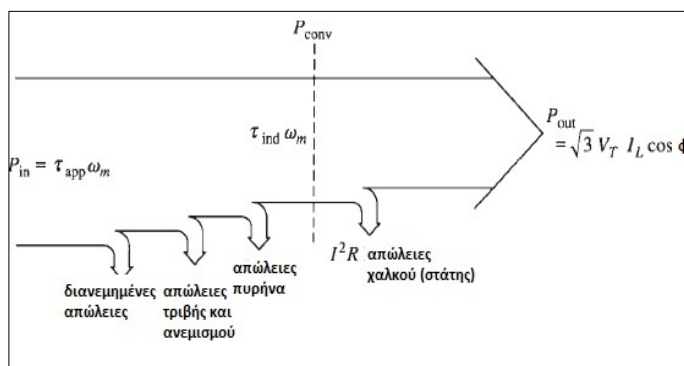 P_conv
τ_ind ω_m
P_out
= √3 V_T I_L cos ϕ
P_in = τ_app ω_m
διανεμημένες
απώλειες
απώλειες
τριβής και
ανεμισμού
απώλειες
πυρήνα
I²R απώλειες
χαλκού (στάτης)